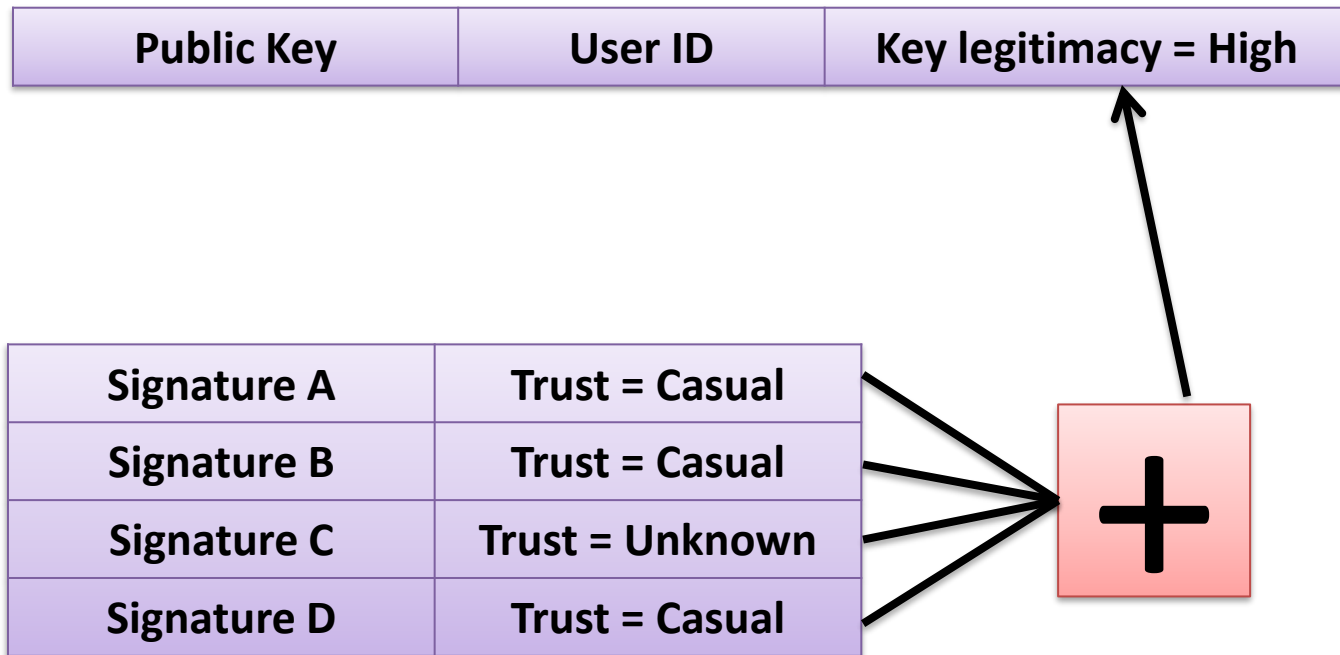 Public Key User ID Key legitimacy = High
Signature A Trust = Casual
Signature B Trust = Casual
Signature C Trust = Unknown
Signature D Trust = Casual
+